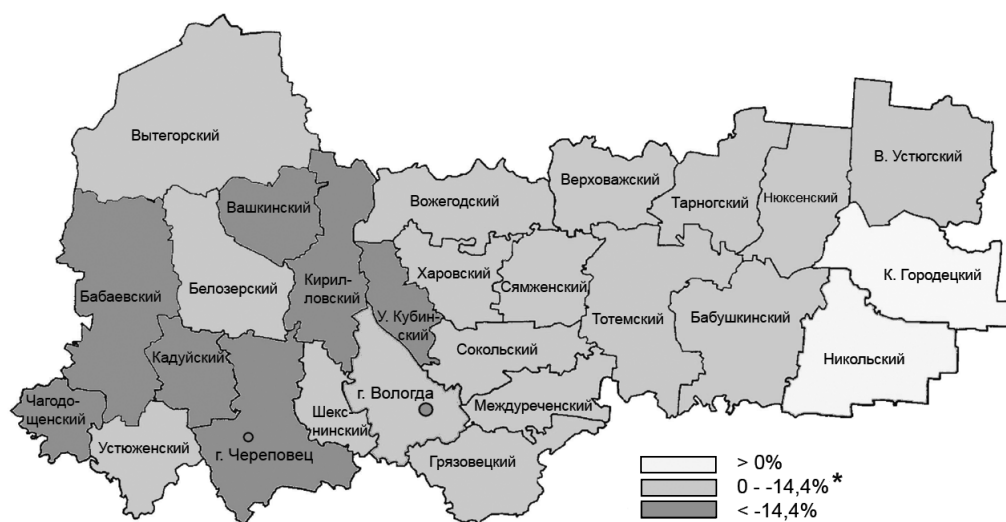 Вытегорский
В. Устюгский
Верховажский
Вашкинский
Вожегодский
Тарногский
Нюксенский
К. Городецкий
Харовский
Сямженский
Бабаевский
Белозерский
Кирил-
ловский
У. Кубин-
ский
Тотемский
Бабушкинский
Сокольский
Никольский
Кадуйский
Чагодо-
щенский
г. Вологда
Междуреченский
Шекс
нинский
Устюженский
г. Череповец
Грязовецкий
> 0%
0 - -14,4%*
< -14,4%